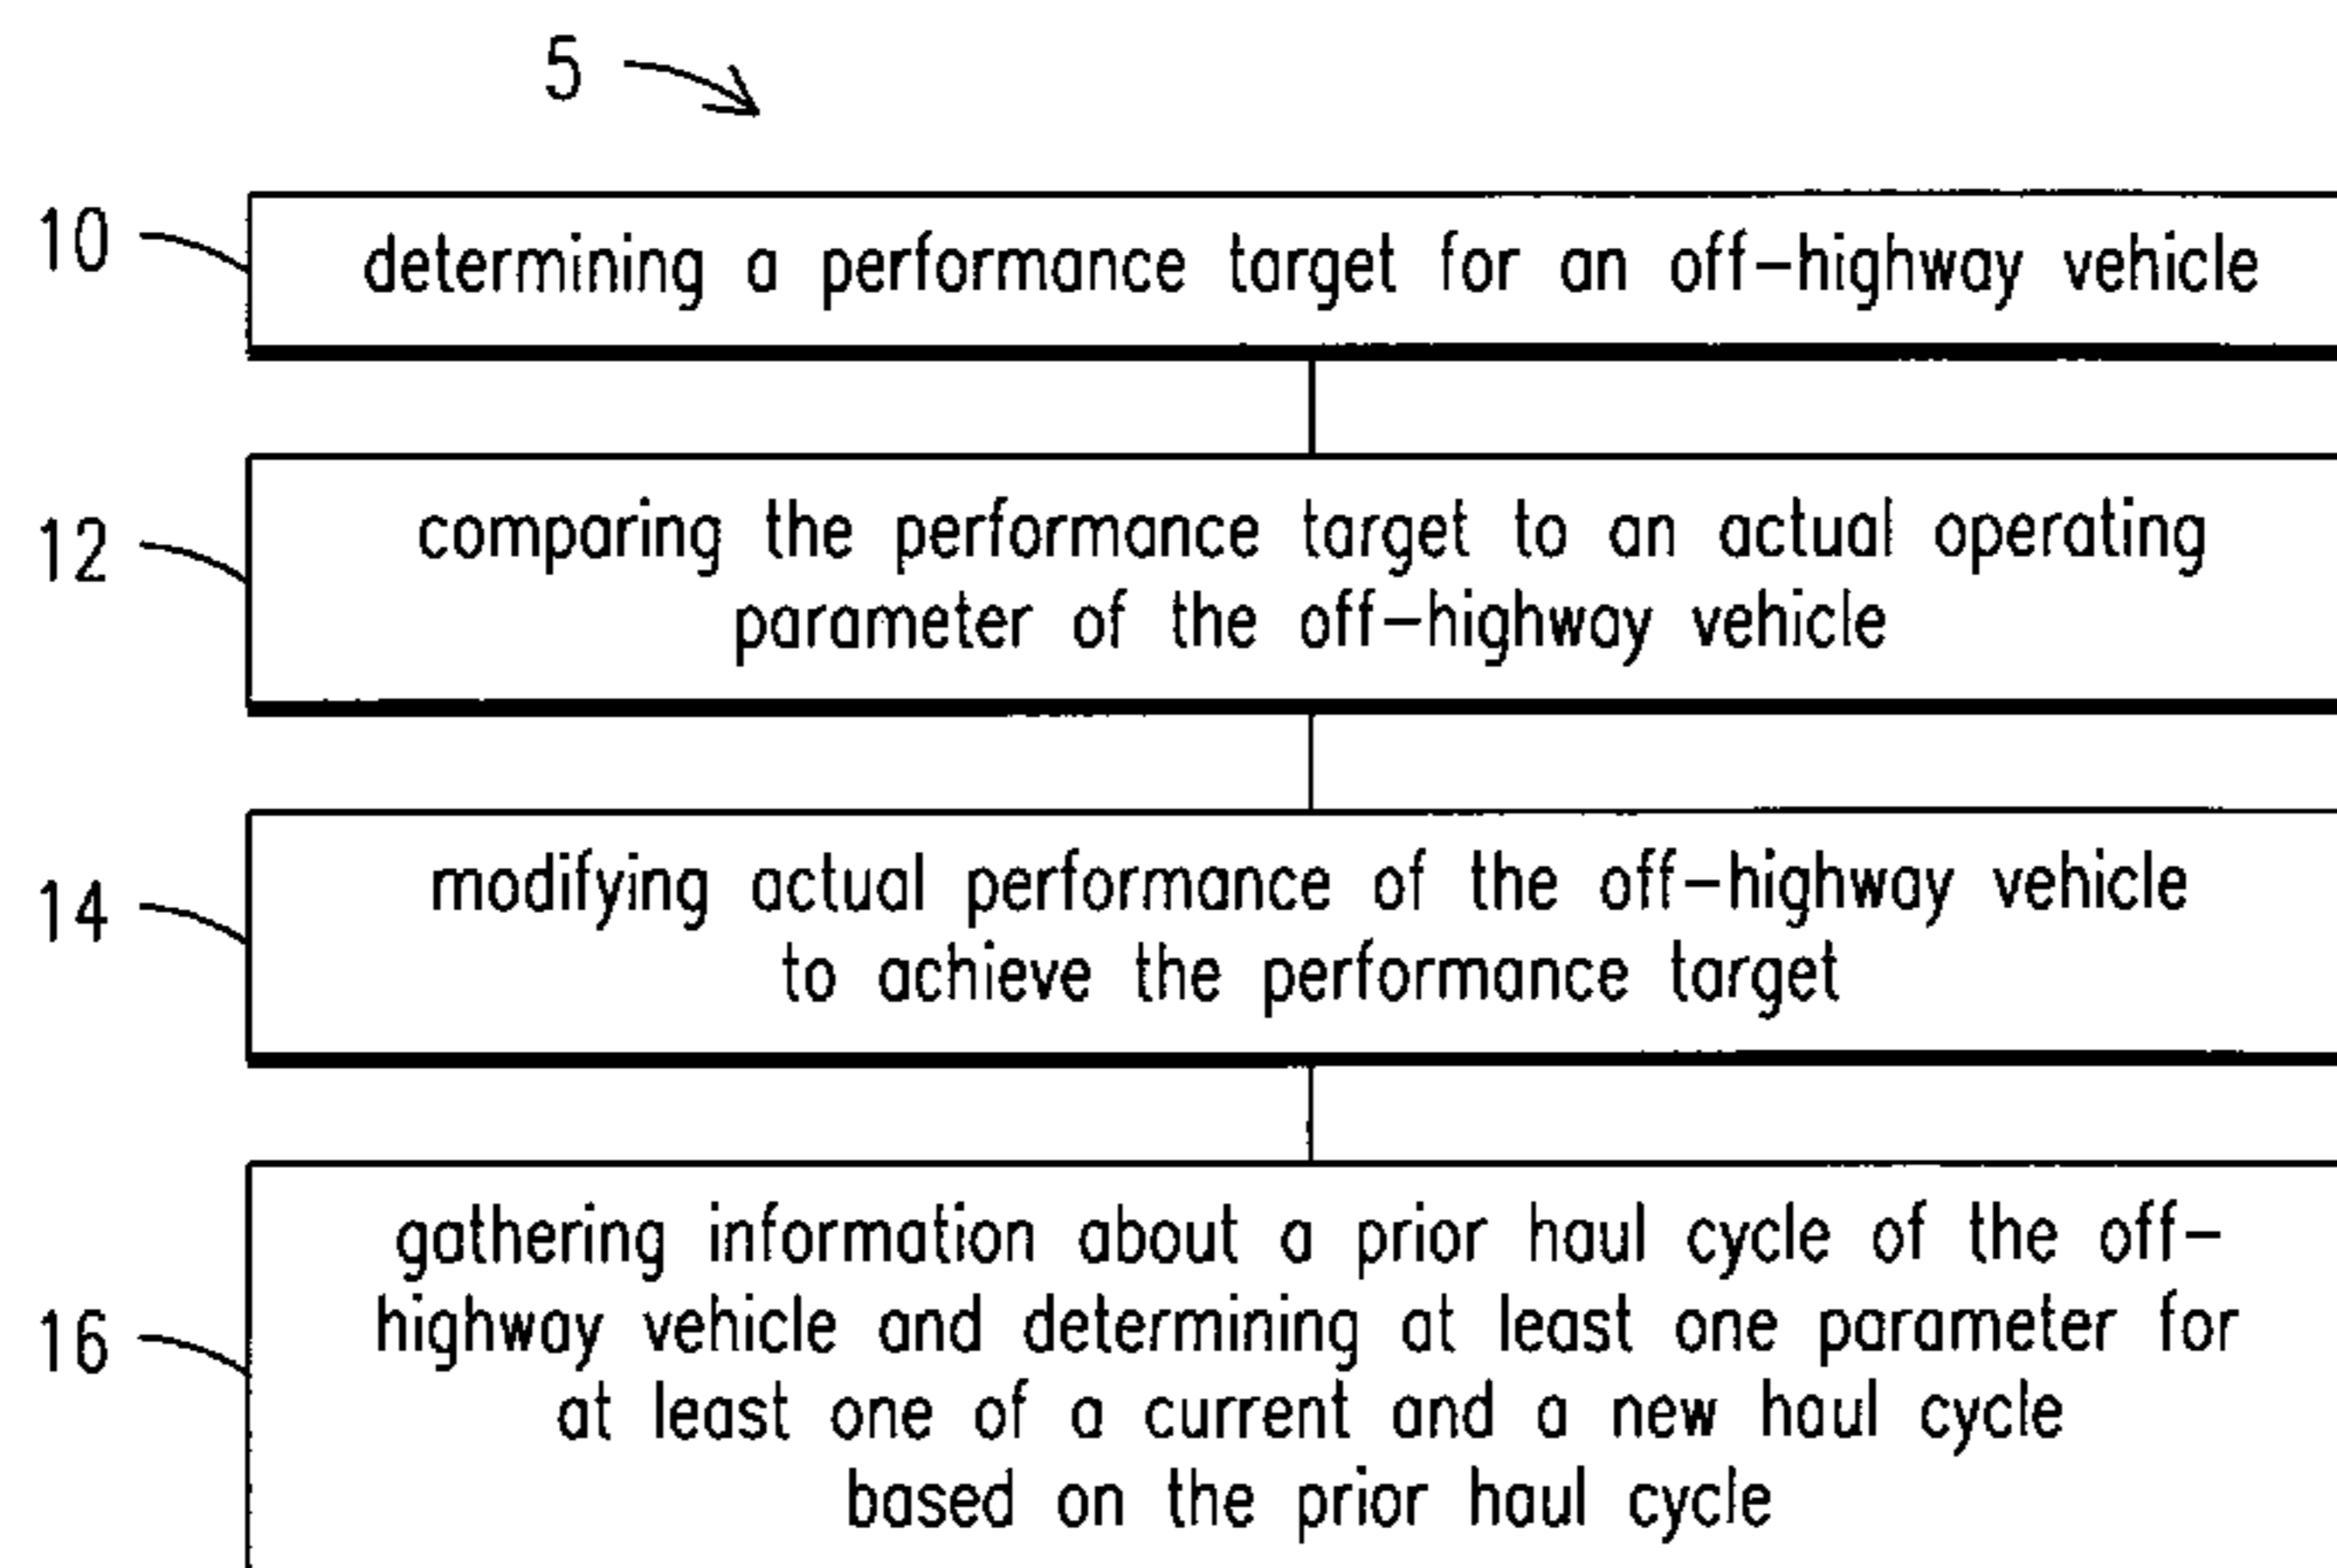 5
10
determining a performance target for an off-highway vehicle
12
comparing the performance target to an actual operating
parameter of the off-highway vehicle
14
modifying actual performance of the off-highway vehicle
to achieve the performance target
16
gathering information about a prior haul cycle of the off-
highway vehicle and determining at least one parameter for
at least one of a current and a new haul cycle
based on the prior haul cycle